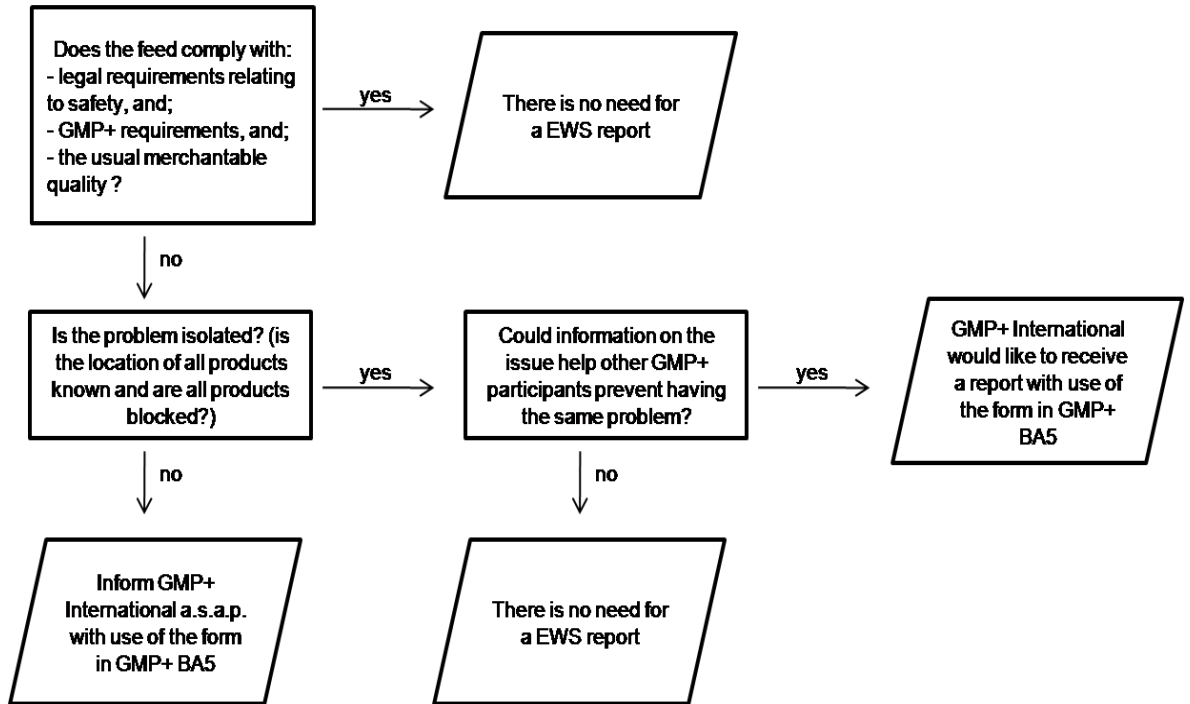 Does the feed comply with:
- legal requirements relating
to safety, and;
- GMP+ requirements, and;
- the usual merchantable
quality ?
yes
There is no need for
a EWS report
no
Is the problem isolated? (is
the location of all products
known and are all products
blocked?)
yes
Could information on the
issue help other GMP+
participants prevent having
the same problem?
yes
GMP+ International
would like to receive
a report with use of
the form in GMP+
BA5
no
no
Inform GMP+
International a.s.a.p.
with use of the form
in GMP+ BA5
There is no need for
a EWS report